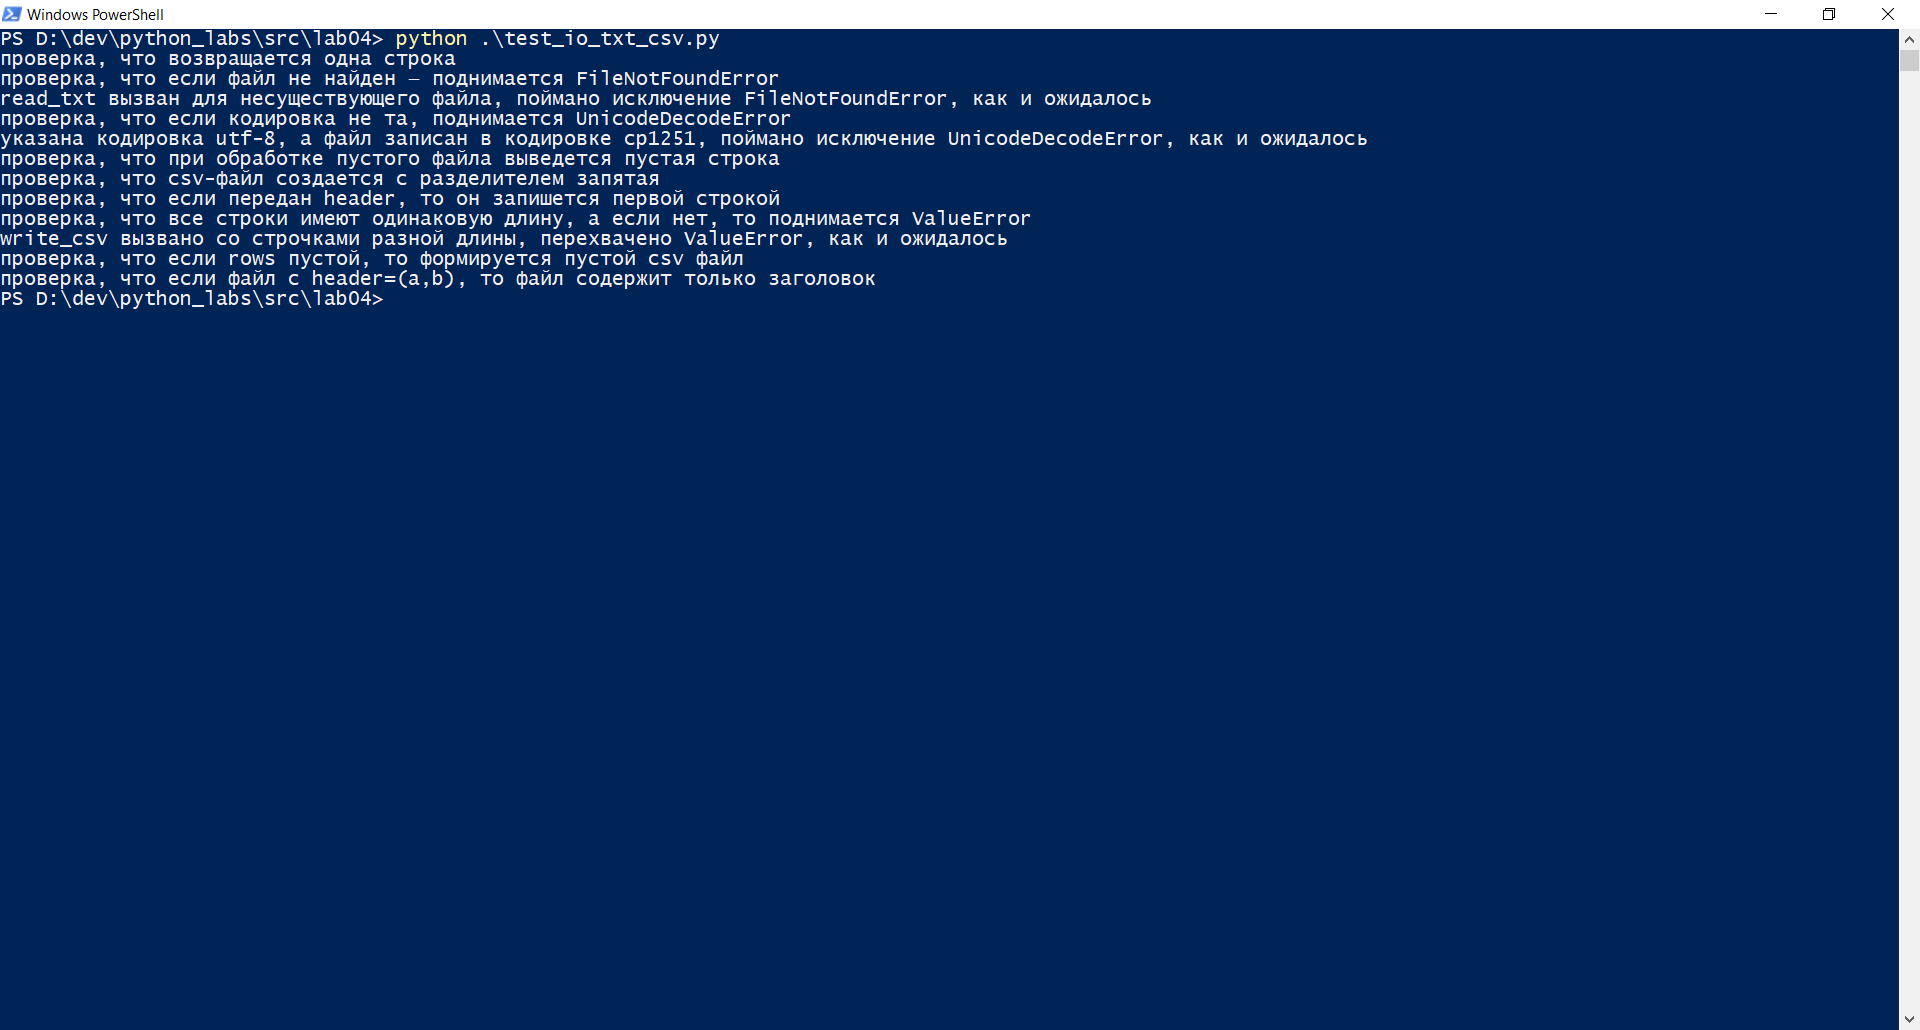 Windows PowerShell
PS D:\dev\python_labs\src\lab04> python .\test_io_txt_csv.py
проверка, что возвращается одна строка
проверка, что если файл не найден — поднимается FileNotFoundError
read_txt вызван для несуществующего файла, поймано исключение FileNotFoundError, как и ожидалось
проверка, что если кодировка не та, поднимается UnicodeDecodeError
указана кодировка utf-8, а файл записан в кодировке cp1251, поймано исключение UnicodeDecodeError, как и ожидалось
проверка, что при обработке пустого файла выведется пустая строка
проверка, что csv-файл создается с разделителем запятая
проверка, что если передан header, то он запишется первой строкой
проверка, что все строки имеют одинаковую длину, а если нет, то поднимается ValueError
write_csv вызвано со строчками разной длины, перехвачено ValueError, как и ожидалось
проверка, что если rows пустой, то формируется пустой csv файл
проверка, что если файл с header=(a,b), то файл содержит только заголовок
PS D:\dev\python_labs\src\lab04>